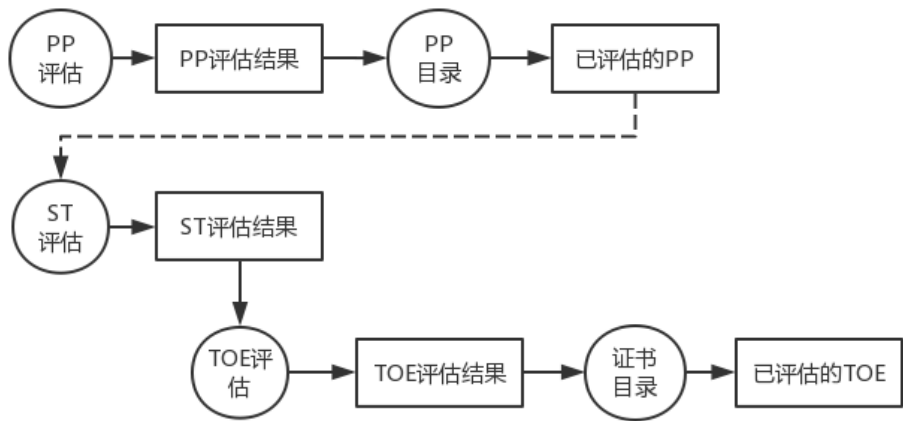 PP
评估
PP评估结果
PP
目录
已评估的PP
ST
评估
ST评估结果
TOE评
估
TOE评估结果
证书
目录
已评估的TOE